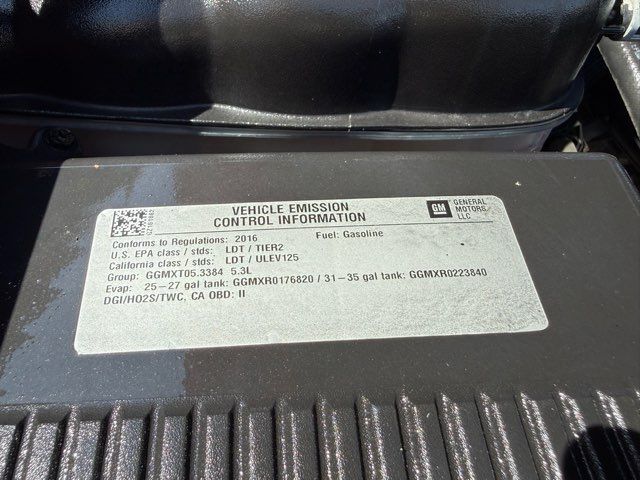 VEHICLE EMISSION
CONTROL INFORMATION
GM
GENERAL
MOTORS
LLC
Conforms to Regulations: 2016 Fuel: Gasoline
U.S. EPA class / stds: LDT / TIER2
California class / stds: LDT / ULEV125
Group: GGMXT05.3384 5.3L
Evap: 25-27 gal tank: GGMXR0176820 / 31-35 gal tank: GGMXR0223840
DGI/HO2S/TWC, CA OBD: II